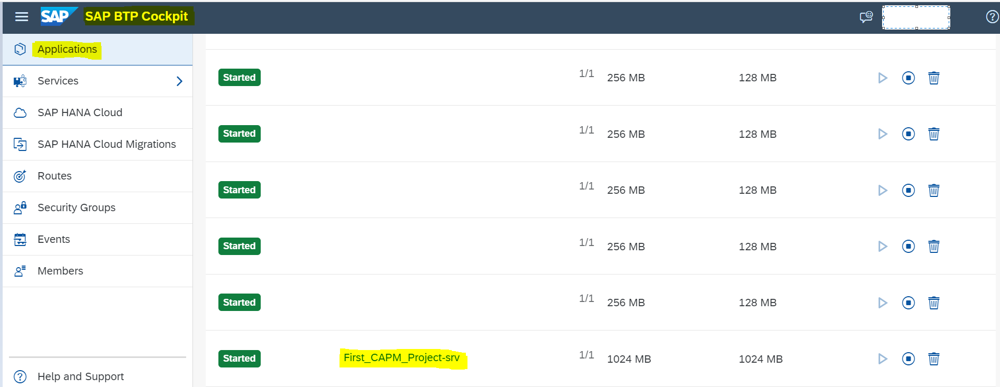 SAP SAP BTP Cockpit
Applications
Services
SAP HANA Cloud
SAP HANA Cloud Migrations
Routes
Security Groups
Events
Members
Help and Support
Started 1/1 256 MB 128 MB
Started 1/1 256 MB 128 MB
Started 1/1 256 MB 128 MB
Started 1/1 256 MB 128 MB
Started 1/1 256 MB 128 MB
Started First_CAPM_Project-srv 1/1 1024 MB 1024 MB